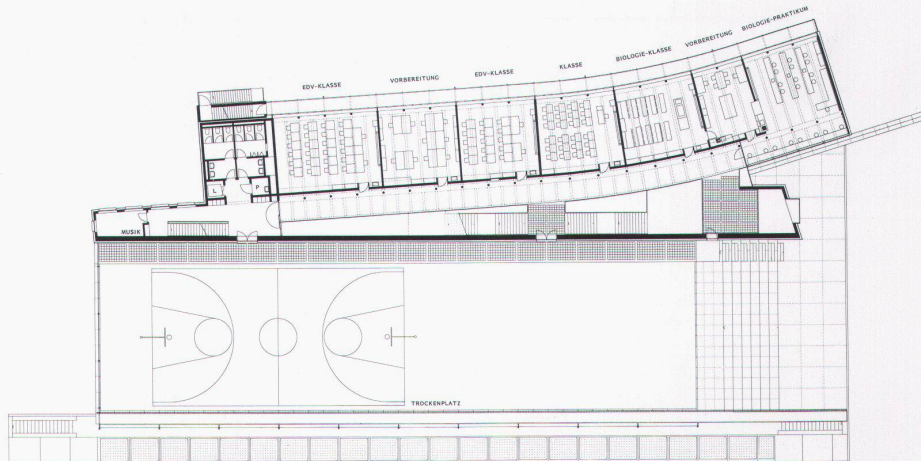 EDV-KLASSE
VORBEREITUNG
EDV-KLASSE
KLASSE
BIOLOGIE-KLASSE
VORBEREITUNG
BIOLOGIE-PRAKTIKUM
L
P
MUSIK
TROCKENPLATZ